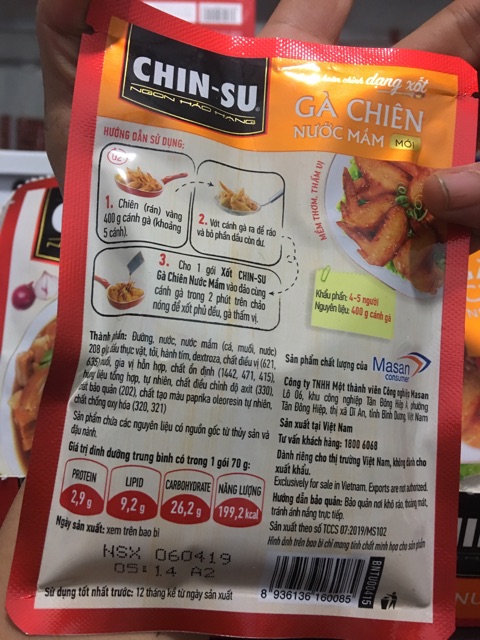 CHIN-SU
NGON HẢO HẠNG
hoàn chỉnh dạng xốt
GÀ CHIÊN
NƯỚC MẮM MỚI
MỀM THƠM, THẤM VỊ
HƯỚNG DẪN SỬ DỤNG:
1. Chiên (rán) vàng
400 g cánh gà (khoảng
5 cánh).
2. Vớt cánh gà ra để ráo
và bỏ phần dầu còn dư.
3. Cho 1 gói Xốt CHIN-SU
Gà Chiên Nước Mắm vào đảo cùng
cánh gà trong 2 phút trên chảo
nóng để xốt phủ đều, gà thấm vị.
Khẩu phần: 4-5 người
Nguyên liệu: 400 g cánh gà
Thành phần: Đường, nước, nước mắm (cá, muối, nước)
208 g/l, dầu thực vật, tỏi, hành tím, dextroza, chất điều vị (621,
635), muối, gia vị hỗn hợp, chất ổn định (1442, 471, 415),
hương liệu tổng hợp, tự nhiên, chất điều chỉnh độ axit (330),
chất bảo quản (202), chất tạo màu paprika oleoresin tự nhiên,
chất chống oxy hóa (320, 321)
Sản phẩm chứa các nguyên liệu có nguồn gốc từ thủy sản và
đậu nành.
Giá trị dinh dưỡng trung bình có trong 1 gói 70 g:
PROTEIN
2,9 g
LIPID
9,2 g
CARBOHYDRATE
26,2 g
NĂNG LƯỢNG
199,2 kcal
Ngày sản xuất: xem trên bao bì
NSX 060419
05:14 A2
Sử dụng tốt nhất trước: 12 tháng kể từ ngày sản xuất
Sản phẩm chất lượng của
Masan
consumer
Công ty TNHH Một thành viên Công nghiệp Masan
Lô 06, khu công nghiệp Tân Đông Hiệp A, phường
Tân Đông Hiệp, thị xã Dĩ An, tỉnh Bình Dương, Việt Nam
Sản xuất tại Việt Nam
Tư vấn khách hàng: 1800 6068
Dành riêng cho thị trường Việt Nam, không dành cho
xuất khẩu.
Exclusively for sale in Vietnam. Exports are not authorized.
Hướng dẫn bảo quản: Bảo quản nơi khô ráo, thoáng mát,
tránh ánh nắng trực tiếp.
Sản xuất theo số TCCS 07:2019/MS102
Hình ảnh trên bao bì chỉ mang tính chất minh họa cho sản phẩm
8 936136 160085
BNTU00415